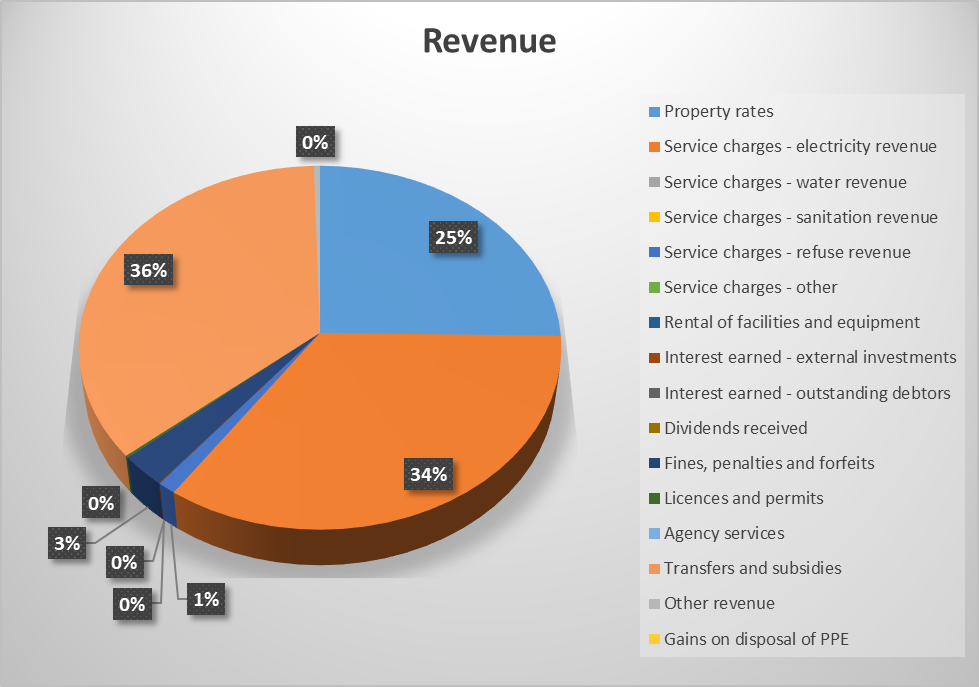 Revenue
0%
25%
36%
34%
0%
3%
0%
0%
1%
Property rates
Service charges - electricity revenue
Service charges - water revenue
Service charges - sanitation revenue
Service charges - refuse revenue
Service charges - other
Rental of facilities and equipment
Interest earned - external investments
Interest earned - outstanding debtors
Dividends received
Fines, penalties and forfeits
Licences and permits
Agency services
Transfers and subsidies
Other revenue
Gains on disposal of PPE